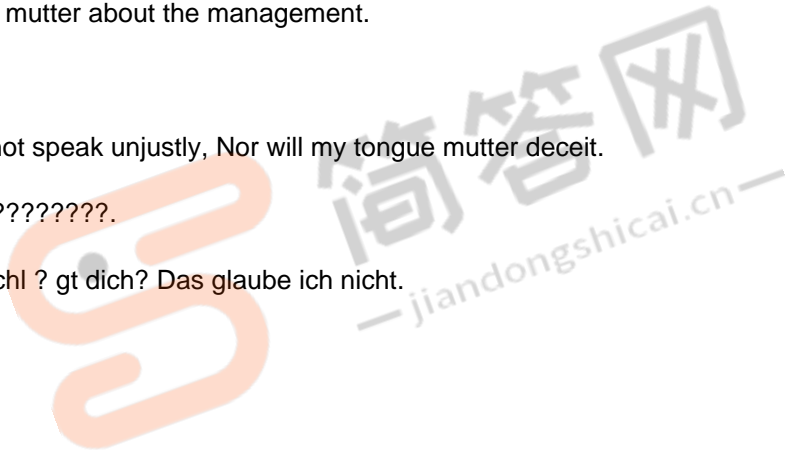 mutter about the management.
not speak unjustly, Nor will my tongue mutter deceit.
????????.
chl ? gt dich? Das glaube ich nicht.
简答网
jiandongshicai.cn